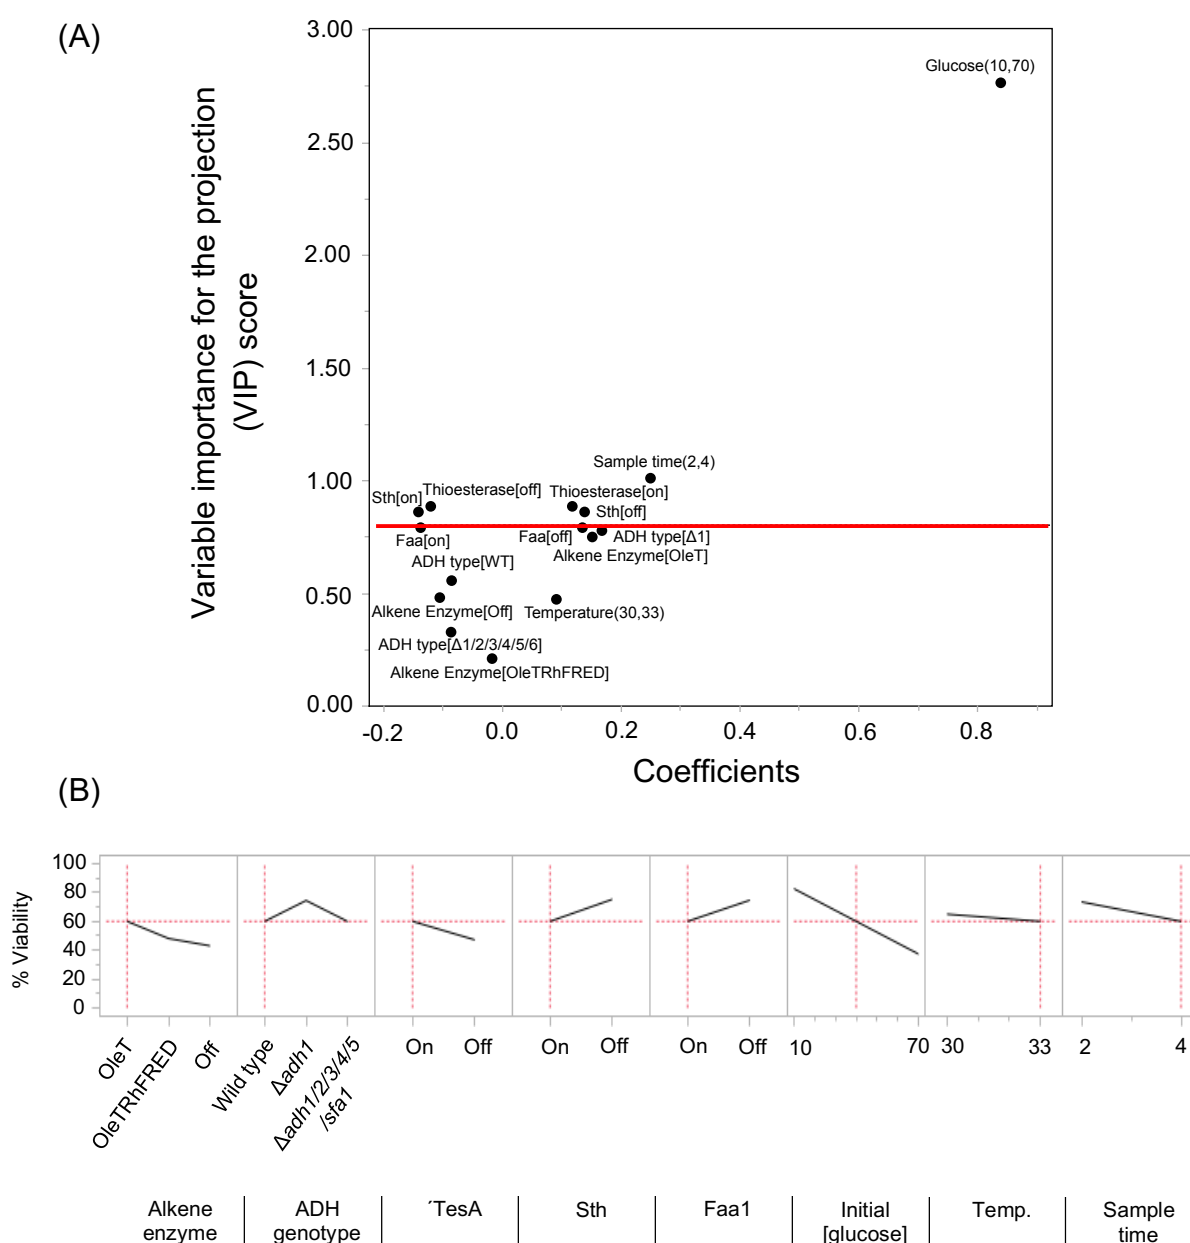 (A)
Variable importance for the projection
(VIP) score
3.00
2.50
2.00
1.50
1.00
0.50
0.00
Glucose(10,70)
Sample time(2,4)
Thioesterase[off]
Thioesterase[on]
Sth[on]
Sth[off]
Faa[on]
Faa[off]
ADH type[Δ1]
ADH type[WT]
Alkene Enzyme[OleT]
Alkene Enzyme[Off]
Temperature(30,33)
ADH type[Δ1/2/3/4/5/6]
Alkene Enzyme[OleTRhFRED]
-0.2 0.0 0.2 0.4 0.6 0.8
Coefficients
(B)
% Viability
100
80
60
40
20
0
OleT
OleTRhFRED
Off
Wild type
Δadh1
Δadh1/2/3/4/5
/sfa1
On Off
On Off
On Off
10 70
30 33
2 4
Alkene
enzyme
ADH
genotype
´TesA
Sth
Faa1
Initial
[glucose]
Temp.
Sample
time